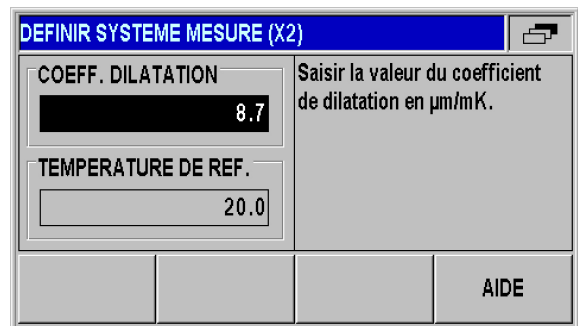 DEFINIR SYSTEME MESURE (X2)
COEFF. DILATATION
8.7
Saisir la valeur du coefficient
de dilatation en µm/mK.
TEMPERATURE DE REF.
20.0
AIDE